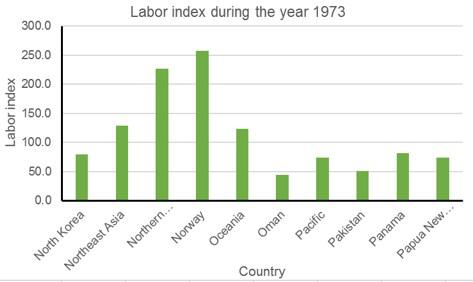 Labor index during the year 1973
300.0
250.0
200.0
150.0
100.0
50.0
0.0
Labor index
North Korea
Northeast Asia
Northern...
Norway
Oceania
Oman
Pacific
Pakistan
Panama
Papua New...
Country